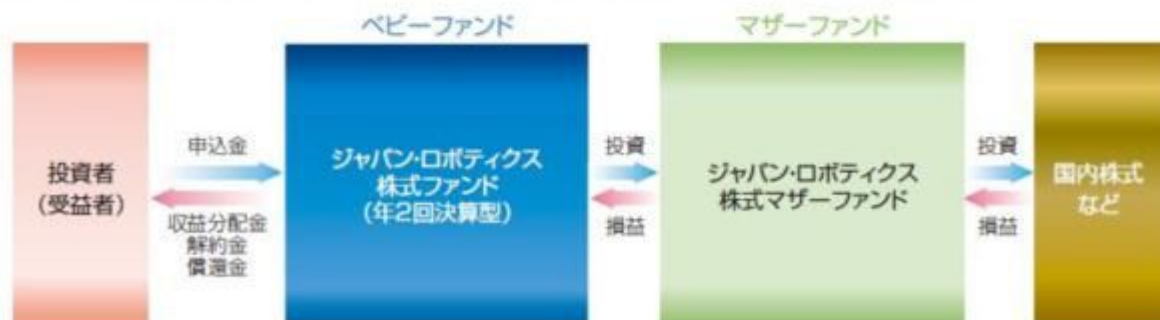 ベビーファンド
マザーファンド
投資者
(受益者)
申込金
収益分配金
解約金
償還金
ジャパン・ロボティクス
株式ファンド
(年2回決算型)
投資
損益
ジャパン・ロボティクス
株式マザーファンド
投資
損益
国内株式
など